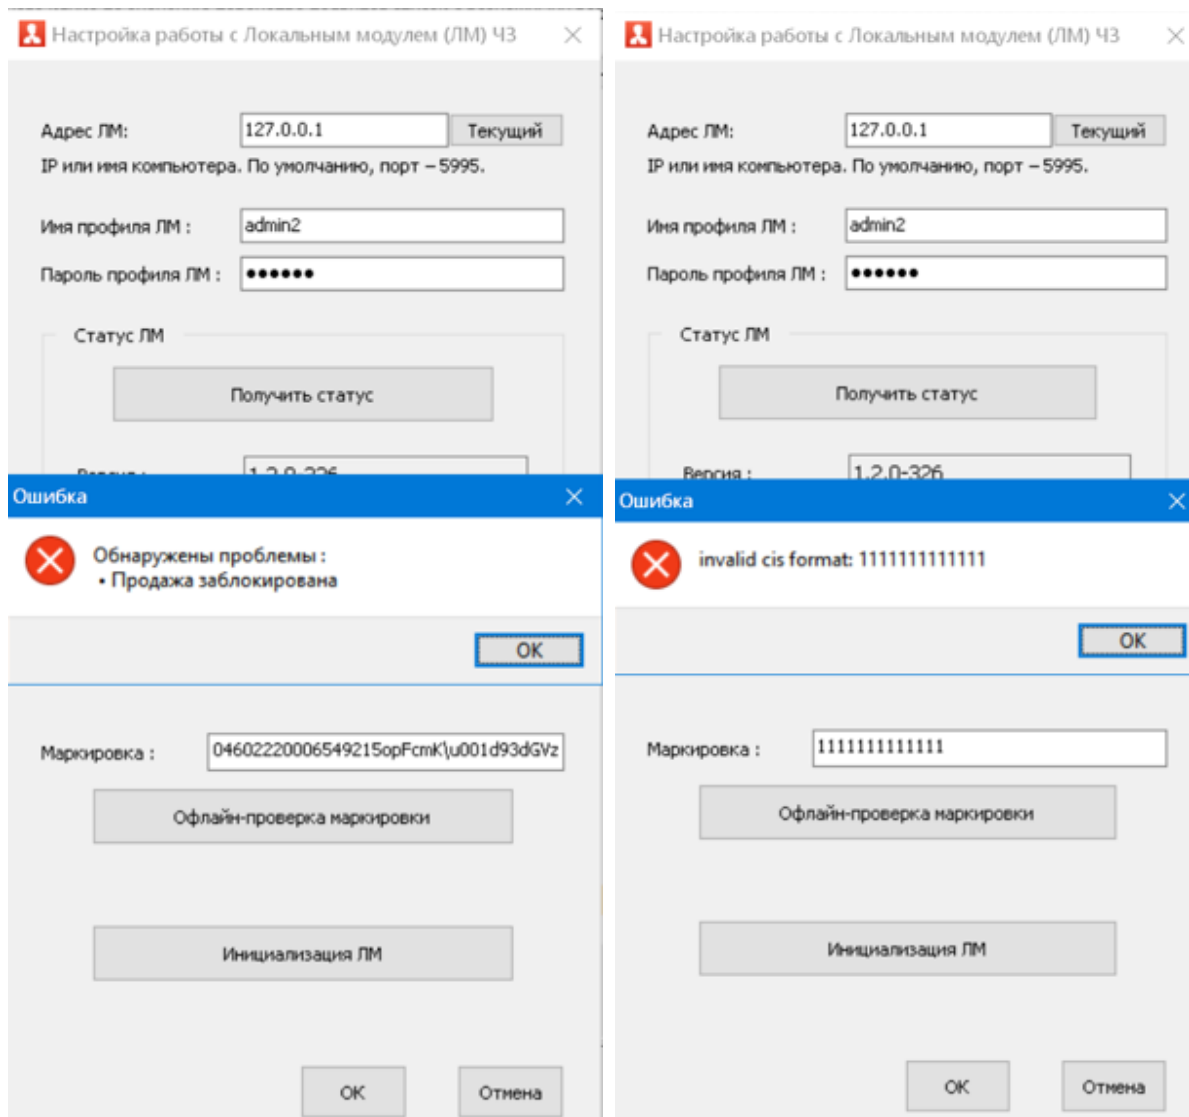 Настройка работы с Локальным модулем (ЛМ) ЧЗ
Адрес ЛМ: 127.0.0.1 Текущий
IP или имя компьютера. По умолчанию, порт – 5995.
Имя профиля ЛМ : admin2
Пароль профиля ЛМ : ●●●●●●
Статус ЛМ
Получить статус
Версия : 1.2.0-326
Ошибка
Обнаружены проблемы :
• Продажа заблокирована
OK
Маркировка : 04602220006549215opFcmK\u001d93dGVz
Офлайн-проверка маркировки
Инициализация ЛМ
OK Отмена
Настройка работы с Локальным модулем (ЛМ) ЧЗ
Адрес ЛМ: 127.0.0.1 Текущий
IP или имя компьютера. По умолчанию, порт – 5995.
Имя профиля ЛМ : admin2
Пароль профиля ЛМ : ●●●●●●
Статус ЛМ
Получить статус
Версия : 1.2.0-326
Ошибка
invalid cis format: 1111111111111
OK
Маркировка : 1111111111111
Офлайн-проверка маркировки
Инициализация ЛМ
OK Отмена